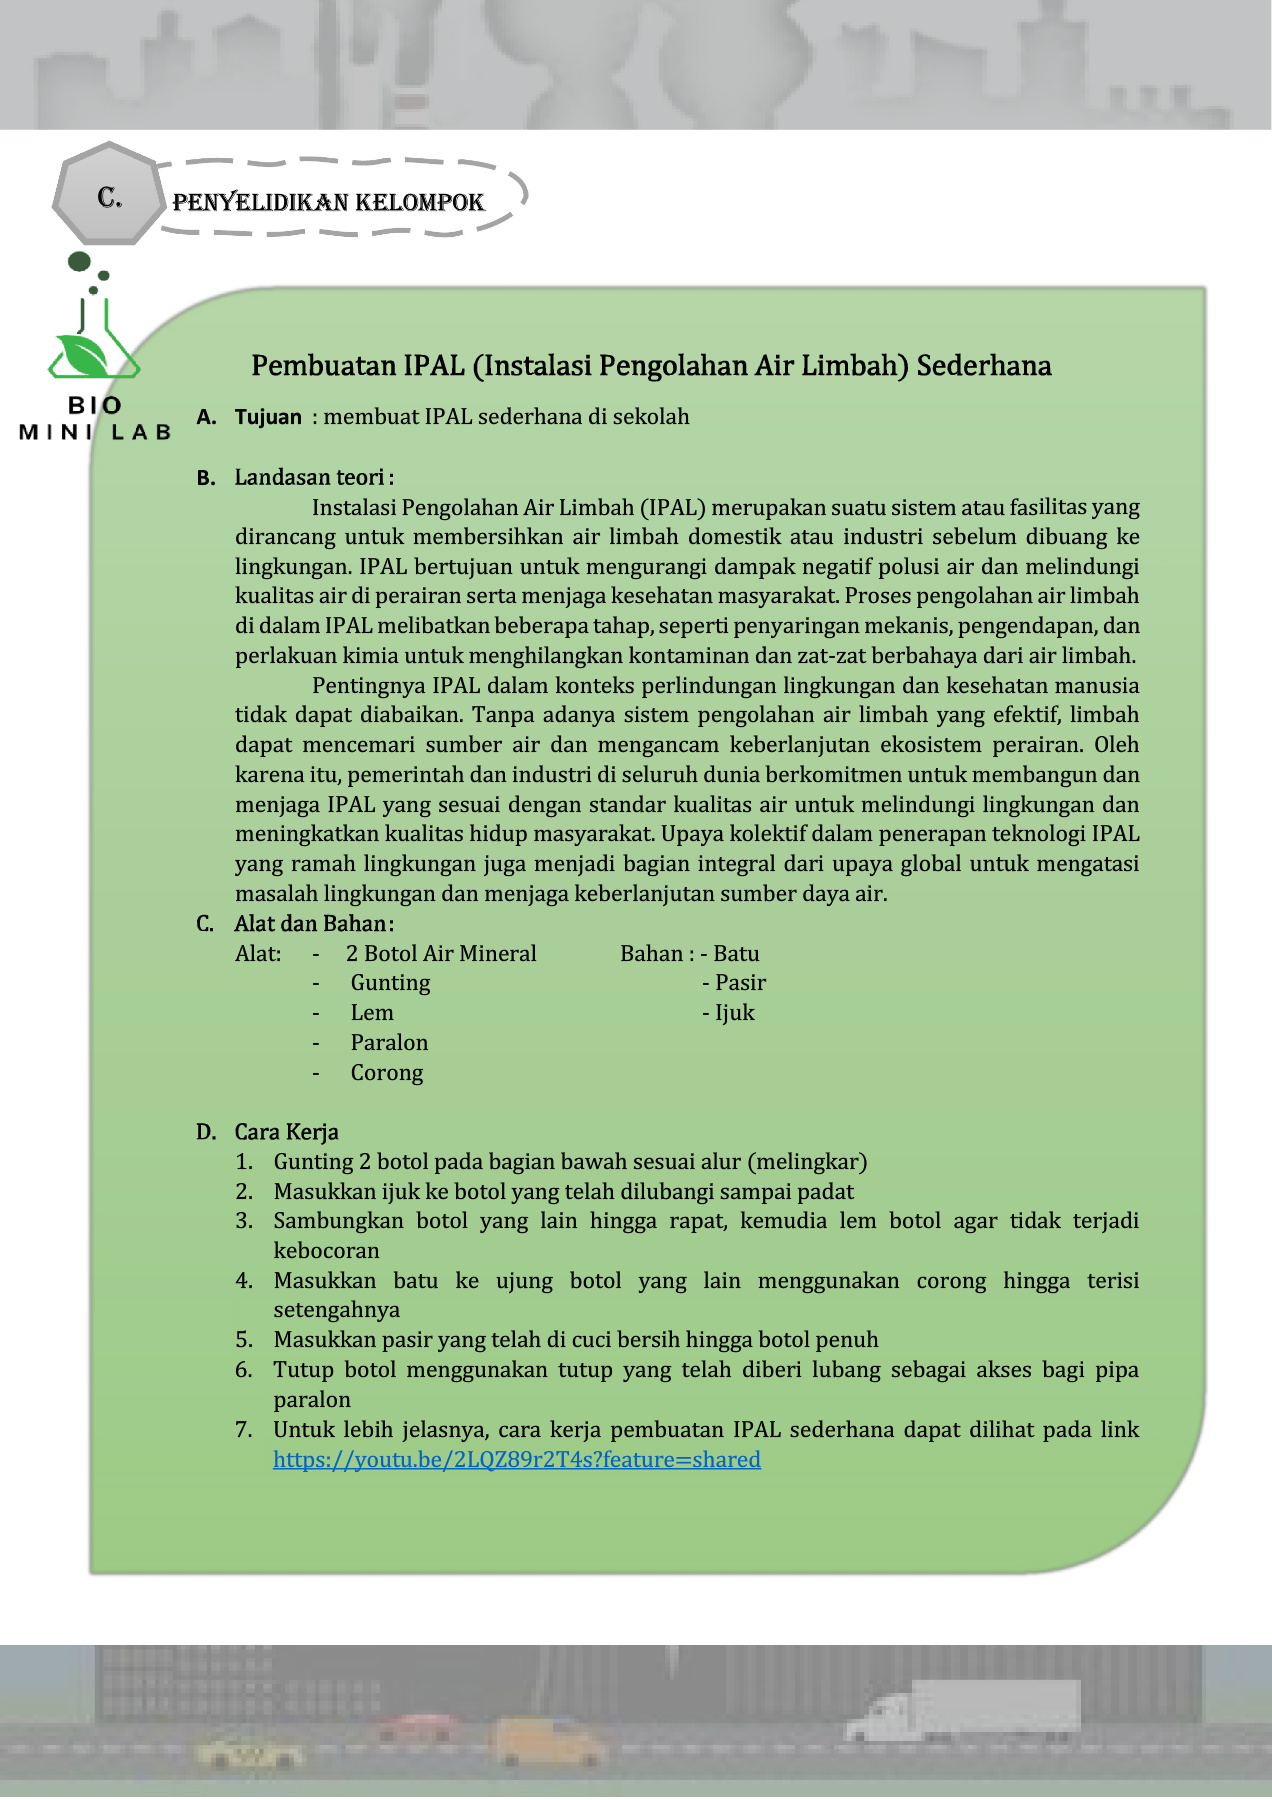 C.
PENYELIDIKAN KELOMPOK
BIO
MINI LAB
Pembuatan IPAL (Instalasi Pengolahan Air Limbah) Sederhana
A. Tujuan : membuat IPAL sederhana di sekolah
B. Landasan teori :
Instalasi Pengolahan Air Limbah (IPAL) merupakan suatu sistem atau fasilitas yang
dirancang untuk membersihkan air limbah domestik atau industri sebelum dibuang ke
lingkungan. IPAL bertujuan untuk mengurangi dampak negatif polusi air dan melindungi
kualitas air di perairan serta menjaga kesehatan masyarakat. Proses pengolahan air limbah
di dalam IPAL melibatkan beberapa tahap, seperti penyaringan mekanis, pengendapan, dan
perlakuan kimia untuk menghilangkan kontaminan dan zat-zat berbahaya dari air limbah.
Pentingnya IPAL dalam konteks perlindungan lingkungan dan kesehatan manusia
tidak dapat diabaikan. Tanpa adanya sistem pengolahan air limbah yang efektif, limbah
dapat mencemari sumber air dan mengancam keberlanjutan ekosistem perairan. Oleh
karena itu, pemerintah dan industri di seluruh dunia berkomitmen untuk membangun dan
menjaga IPAL yang sesuai dengan standar kualitas air untuk melindungi lingkungan dan
meningkatkan kualitas hidup masyarakat. Upaya kolektif dalam penerapan teknologi IPAL
yang ramah lingkungan juga menjadi bagian integral dari upaya global untuk mengatasi
masalah lingkungan dan menjaga keberlanjutan sumber daya air.
C. Alat dan Bahan :
Alat: - 2 Botol Air Mineral Bahan : - Batu
- Gunting - Pasir
- Lem - Ijuk
- Paralon
- Corong
D. Cara Kerja
1. Gunting 2 botol pada bagian bawah sesuai alur (melingkar)
2. Masukkan ijuk ke botol yang telah dilubangi sampai padat
3. Sambungkan botol yang lain hingga rapat, kemudia lem botol agar tidak terjadi
kebocoran
4. Masukkan batu ke ujung botol yang lain menggunakan corong hingga terisi
setengahnya
5. Masukkan pasir yang telah di cuci bersih hingga botol penuh
6. Tutup botol menggunakan tutup yang telah diberi lubang sebagai akses bagi pipa
paralon
7. Untuk lebih jelasnya, cara kerja pembuatan IPAL sederhana dapat dilihat pada link
https://youtu.be/2LQZ89r2T4s?feature=shared